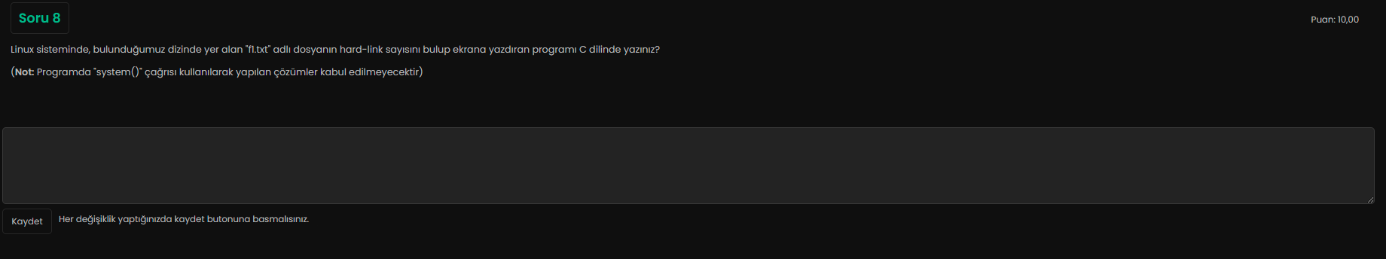 Soru 8
Puan: 10,00
Linux sisteminde, bulunduğumuz dizinde yer alan "f1.txt" adlı dosyanın hard-link sayısını bulup ekrana yazdıran programı C dilinde yazınız?
(Not: Programda "system()" çağrısı kullanılarak yapılan çözümler kabul edilmeyecektir)
Kaydet
Her değişiklik yaptığınızda kaydet butonuna basmalısınız.